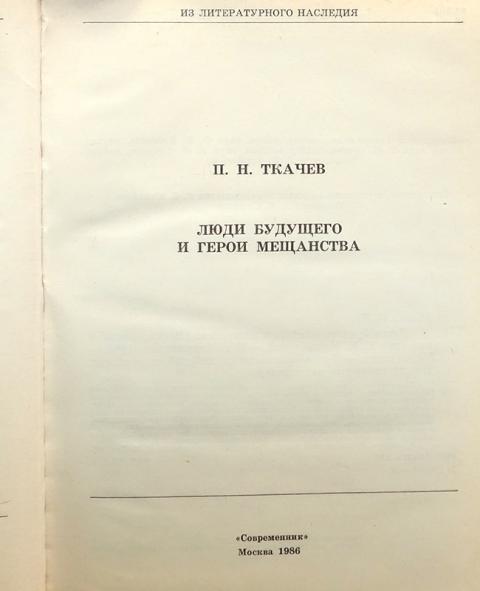 ИЗ ЛИТЕРАТУРНОГО НАСЛЕДИЯ
П. Н. ТКАЧЕВ
ЛЮДИ БУДУЩЕГО
И ГЕРОИ МЕЩАНСТВА
«Современник»
Москва 1986